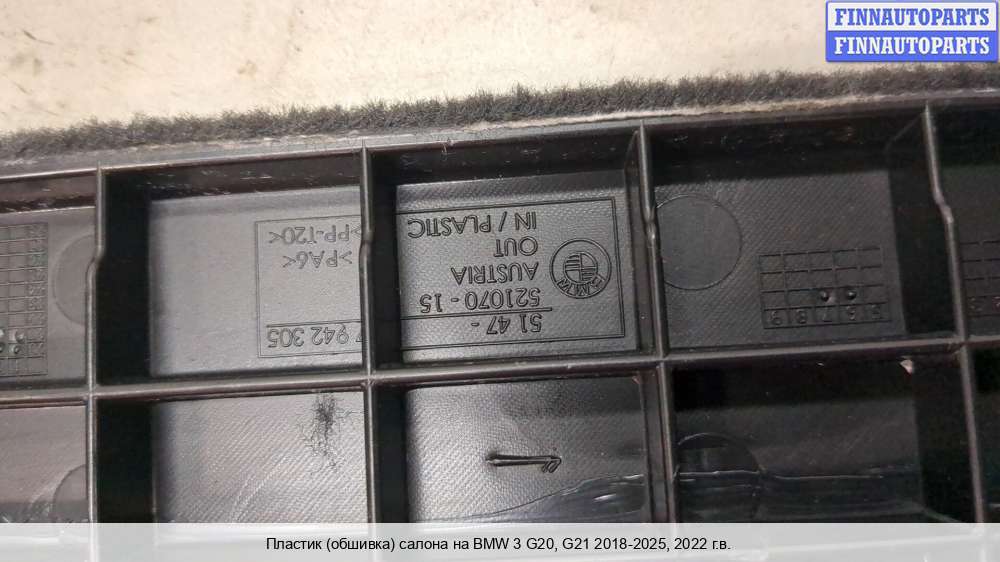 FINNAUTOPARTS
FINNAUTOPARTS
51 47 -
7 942 305
521070 - 15
AUSTRIA
>PA6<
OUT
>PP-T20<
IN / PLASTIC
BMW
Пластик (обшивка) салона на BMW 3 G20, G21 2018-2025, 2022 г.в.